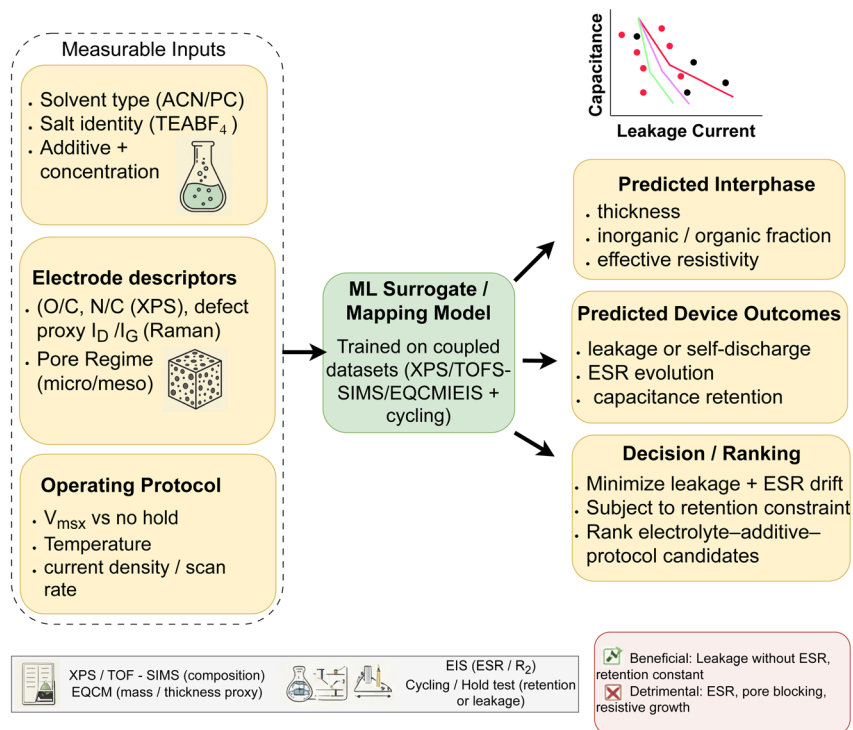 Measurable Inputs
• Solvent type (ACN/PC)
• Salt identity (TEABF₄ )
• Additive +
concentration
Electrode descriptors
• (O/C, N/C (XPS), defect
proxy I_D /I_G (Raman)
• Pore Regime
(micro/meso)
Operating Protocol
• V_msx vs no hold
• Temperature
• current density / scan
rate
ML Surrogate /
Mapping Model
Trained on coupled
datasets (XPS/TOFS-
SIMS/EQCMIEIS +
cycling)
Capacitance
Leakage Current
Predicted Interphase
• thickness
• inorganic / organic fraction
• effective resistivity
Predicted Device Outcomes
• leakage or self-discharge
• ESR evolution
• capacitance retention
Decision / Ranking
• Minimize leakage + ESR drift
• Subject to retention constraint
• Rank electrolyte–additive–
protocol candidates
XPS / TOF - SIMS (composition)
EQCM (mass / thickness proxy)
EIS (ESR / R₂)
Cycling / Hold test (retention
or leakage)
Beneficial: Leakage without ESR,
retention constant
Detrimental: ESR, pore blocking,
resistive growth